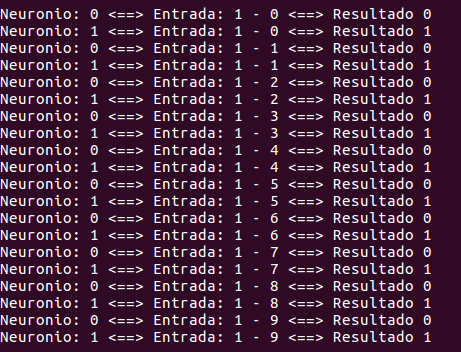 Neuronio: 0 <==> Entrada: 1 - 0 <==> Resultado 0
Neuronio: 1 <==> Entrada: 1 - 0 <==> Resultado 1
Neuronio: 0 <==> Entrada: 1 - 1 <==> Resultado 0
Neuronio: 1 <==> Entrada: 1 - 1 <==> Resultado 1
Neuronio: 0 <==> Entrada: 1 - 2 <==> Resultado 0
Neuronio: 1 <==> Entrada: 1 - 2 <==> Resultado 1
Neuronio: 0 <==> Entrada: 1 - 3 <==> Resultado 0
Neuronio: 1 <==> Entrada: 1 - 3 <==> Resultado 1
Neuronio: 0 <==> Entrada: 1 - 4 <==> Resultado 0
Neuronio: 1 <==> Entrada: 1 - 4 <==> Resultado 1
Neuronio: 0 <==> Entrada: 1 - 5 <==> Resultado 0
Neuronio: 1 <==> Entrada: 1 - 5 <==> Resultado 1
Neuronio: 0 <==> Entrada: 1 - 6 <==> Resultado 0
Neuronio: 1 <==> Entrada: 1 - 6 <==> Resultado 1
Neuronio: 0 <==> Entrada: 1 - 7 <==> Resultado 0
Neuronio: 1 <==> Entrada: 1 - 7 <==> Resultado 1
Neuronio: 0 <==> Entrada: 1 - 8 <==> Resultado 0
Neuronio: 1 <==> Entrada: 1 - 8 <==> Resultado 1
Neuronio: 0 <==> Entrada: 1 - 9 <==> Resultado 0
Neuronio: 1 <==> Entrada: 1 - 9 <==> Resultado 1